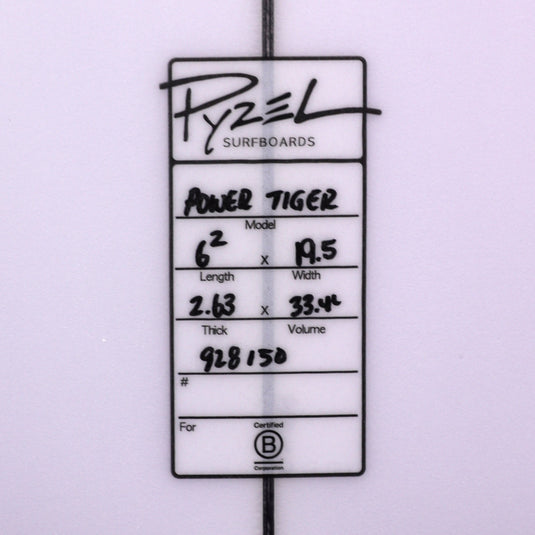 PYZEL
SURFBOARDS
POWER TIGER
Model
6² x 19.5
Length Width
2.63 x 33.4L
Thick Volume
928150
#
For
Certified
B
Corporation